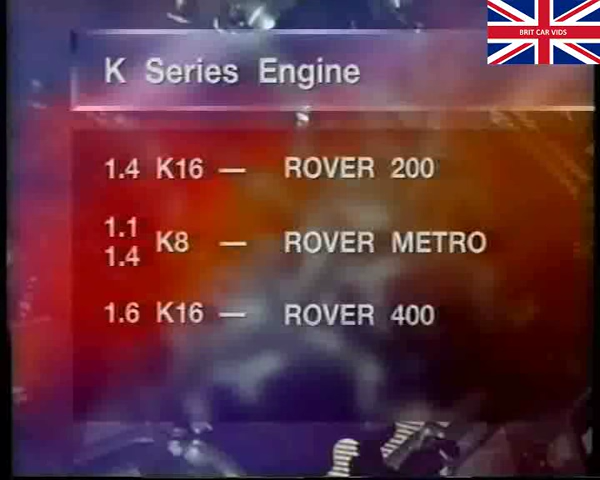 BRIT CAR VIDS
K Series Engine
1.4 K16 — ROVER 200
1.1
1.4 K8 — ROVER METRO
1.6 K16 — ROVER 400